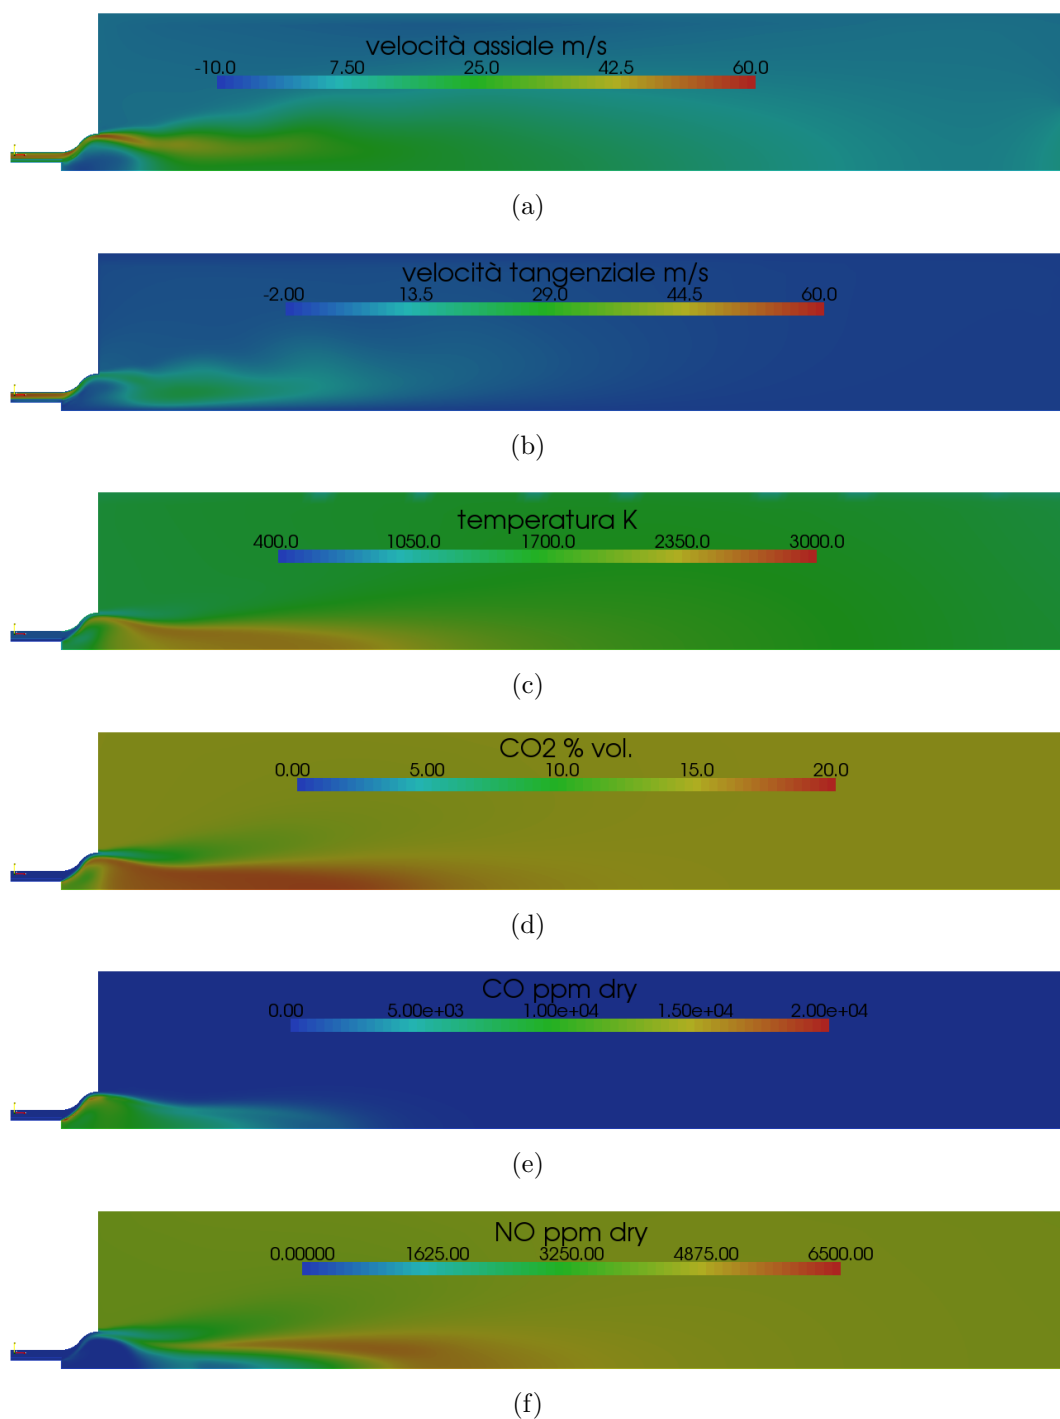 velocità assiale m/s
-10.0 7.50 25.0 42.5 60.0
(a)
velocità tangenziale m/s
-2.00 13.5 29.0 44.5 60.0
(b)
temperatura K
400.0 1050.0 1700.0 2350.0 3000.0
(c)
CO2 % vol.
0.00 5.00 10.0 15.0 20.0
(d)
CO ppm dry
0.00 5.00e+03 1.00e+04 1.50e+04 2.00e+04
(e)
NO ppm dry
0.00000 1625.00 3250.00 4875.00 6500.00
(f)